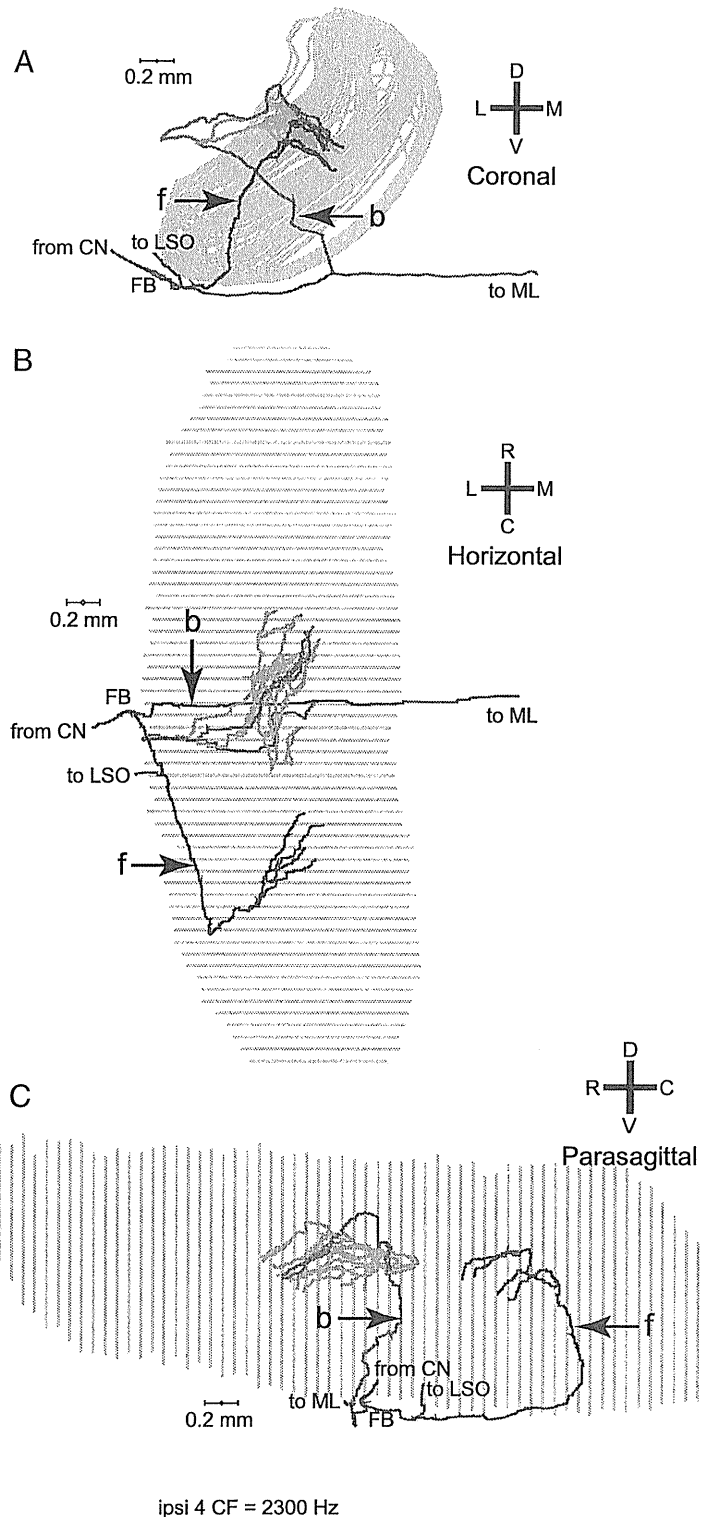 A
0.2 mm
D
L M
V
Coronal
f
b
from CN
to LSO
FB
to ML
B
R
L M
C
Horizontal
0.2 mm
b
FB
from CN
to ML
to LSO
f
D
R C
V
Parasagittal
C
b
f
from CN
to LSO
to ML
FB
0.2 mm
ipsi 4 CF = 2300 Hz